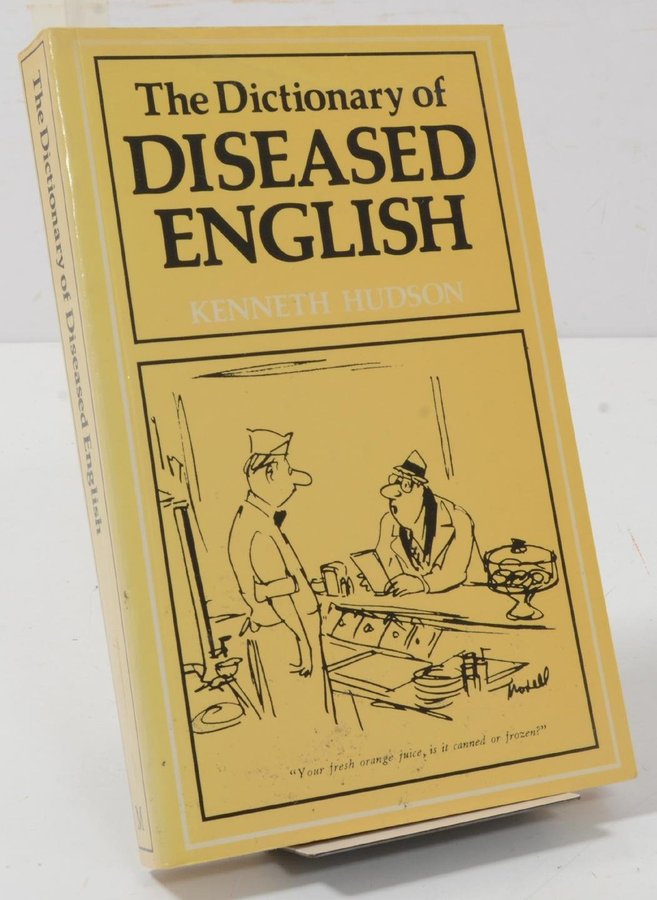 The Dictionary of
DISEASED
ENGLISH
KENNETH HUDSON
"Your fresh orange juice, is it canned or frozen?"
The Dictionary of Diseased English
M